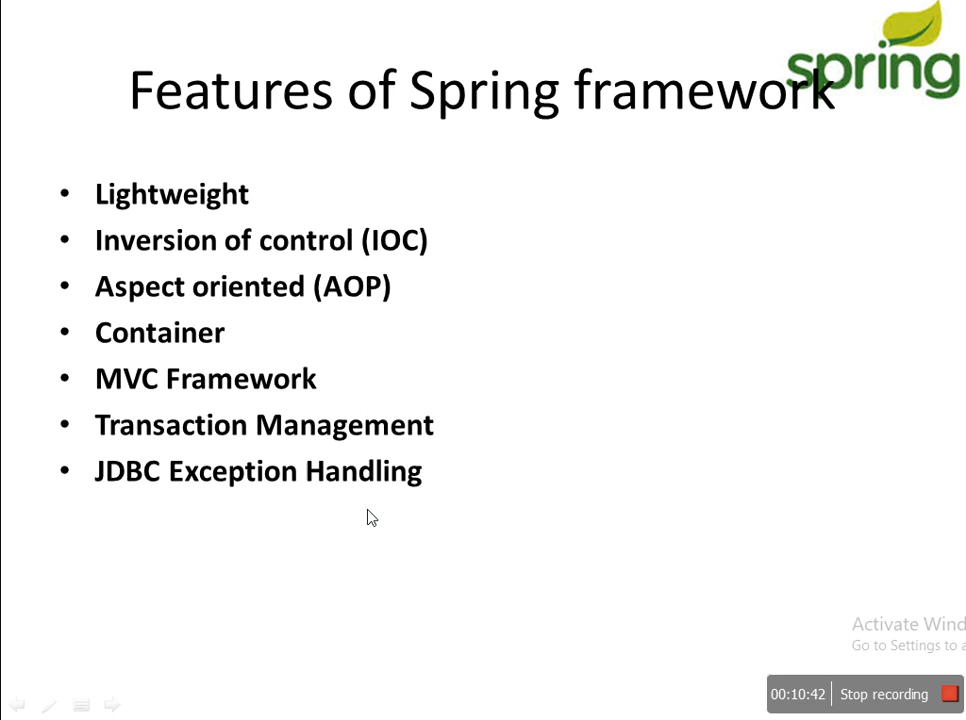 spring
Features of Spring framework
• Lightweight
• Inversion of control (IOC)
• Aspect oriented (AOP)
• Container
• MVC Framework
• Transaction Management
• JDBC Exception Handling
Activate Wind
Go to Settings to a
00:10:42 Stop recording